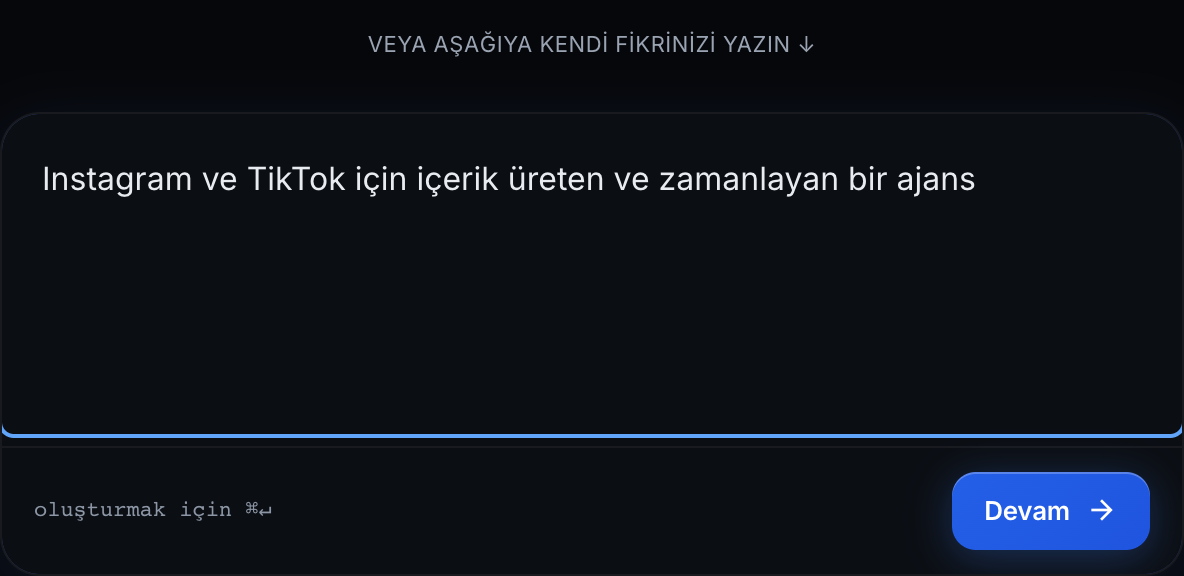 VEYA AŞAĞIYA KENDİ FİKRİNİZİ YAZIN ↓
Instagram ve TikTok için içerik üreten ve zamanlayan bir ajans
oluşturmak için ⌘↵
Devam →